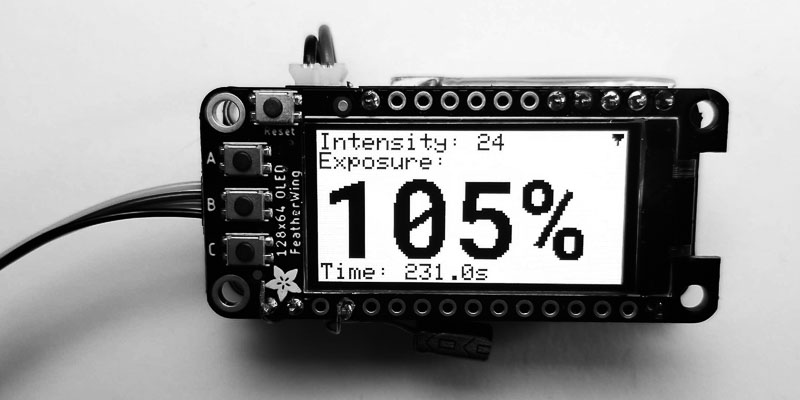 Reset
A
B
C
128x64 OLED
FeatherWing
Intensity: 24
Exposure:
105%
Time: 231.0s